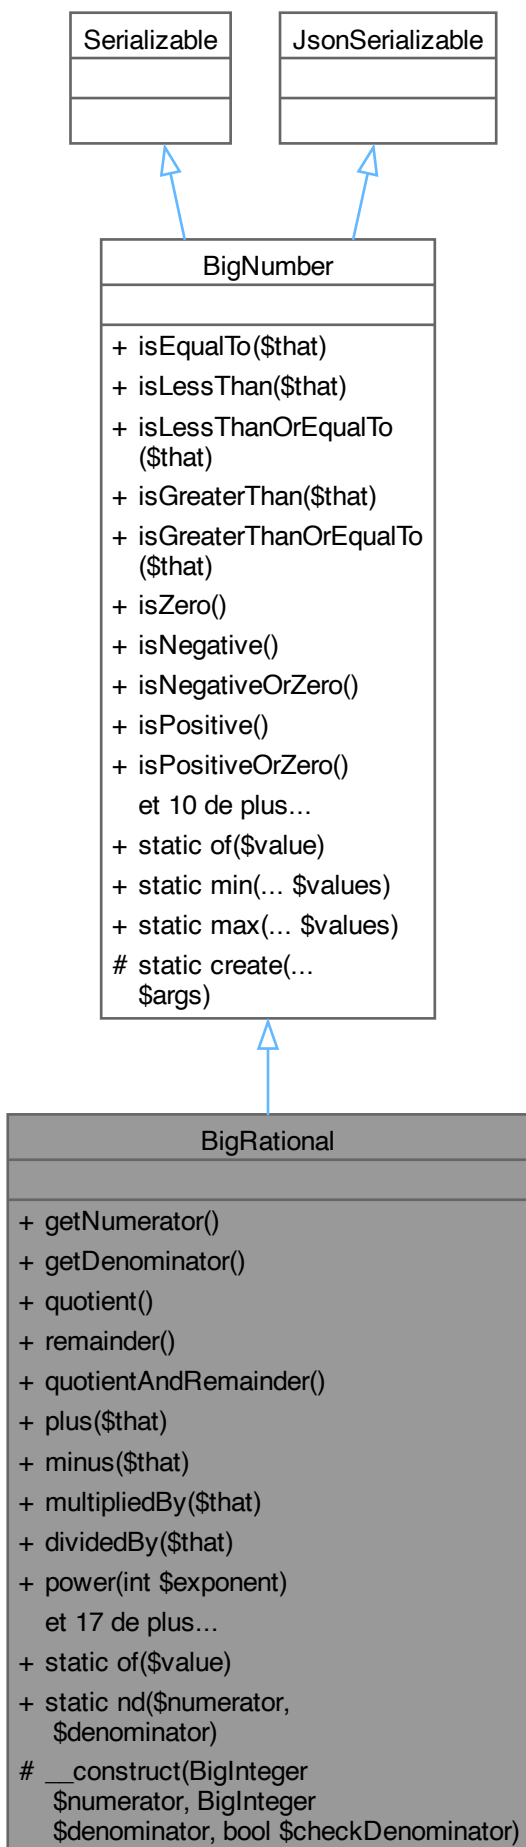 Serializable
JsonSerializable
BigNumber
+ isEqualTo($that)
+ isLessThan($that)
+ isLessThanOrEqualTo
($that)
+ isGreaterThan($that)
+ isGreaterThanOrEqualTo
($that)
+ isZero()
+ isNegative()
+ isNegativeOrZero()
+ isPositive()
+ isPositiveOrZero()
et 10 de plus...
+ static of($value)
+ static min(... $values)
+ static max(... $values)
# static create(...
$args)
BigRational
+ getNumerator()
+ getDenominator()
+ quotient()
+ remainder()
+ quotientAndRemainder()
+ plus($that)
+ minus($that)
+ multipliedBy($that)
+ dividedBy($that)
+ power(int $exponent)
et 17 de plus...
+ static of($value)
+ static nd($numerator,
$denominator)
# __construct(BigInteger
$numerator, BigInteger
$denominator, bool $checkDenominator)